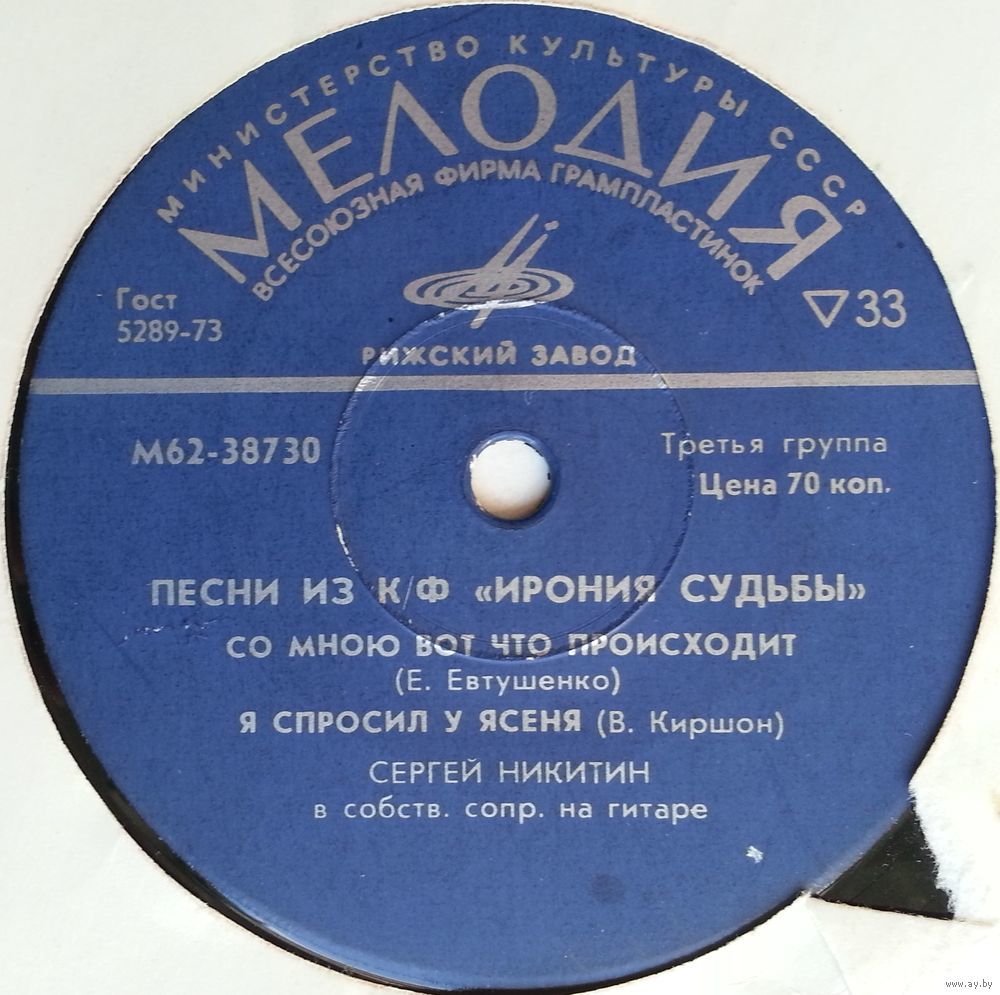 МИНИСТЕРСТВО КУЛЬТУРЫ СССР
МЕЛОДИЯ
ВСЕСОЮЗНАЯ ФИРМА ГРАМПЛАСТИНОК
Гост
5289-73
▽33
РИЖСКИЙ ЗАВОД
М62-38730
Третья группа
Цена 70 коп.
ПЕСНИ ИЗ К/Ф «ИРОНИЯ СУДЬБЫ»
СО МНОЮ ВОТ ЧТО ПРОИСХОДИТ
(Е. Евтушенко)
Я СПРОСИЛ У ЯСЕНЯ (В. Киршон)
СЕРГЕЙ НИКИТИН
в собств. сопр. на гитаре
www.ay.by